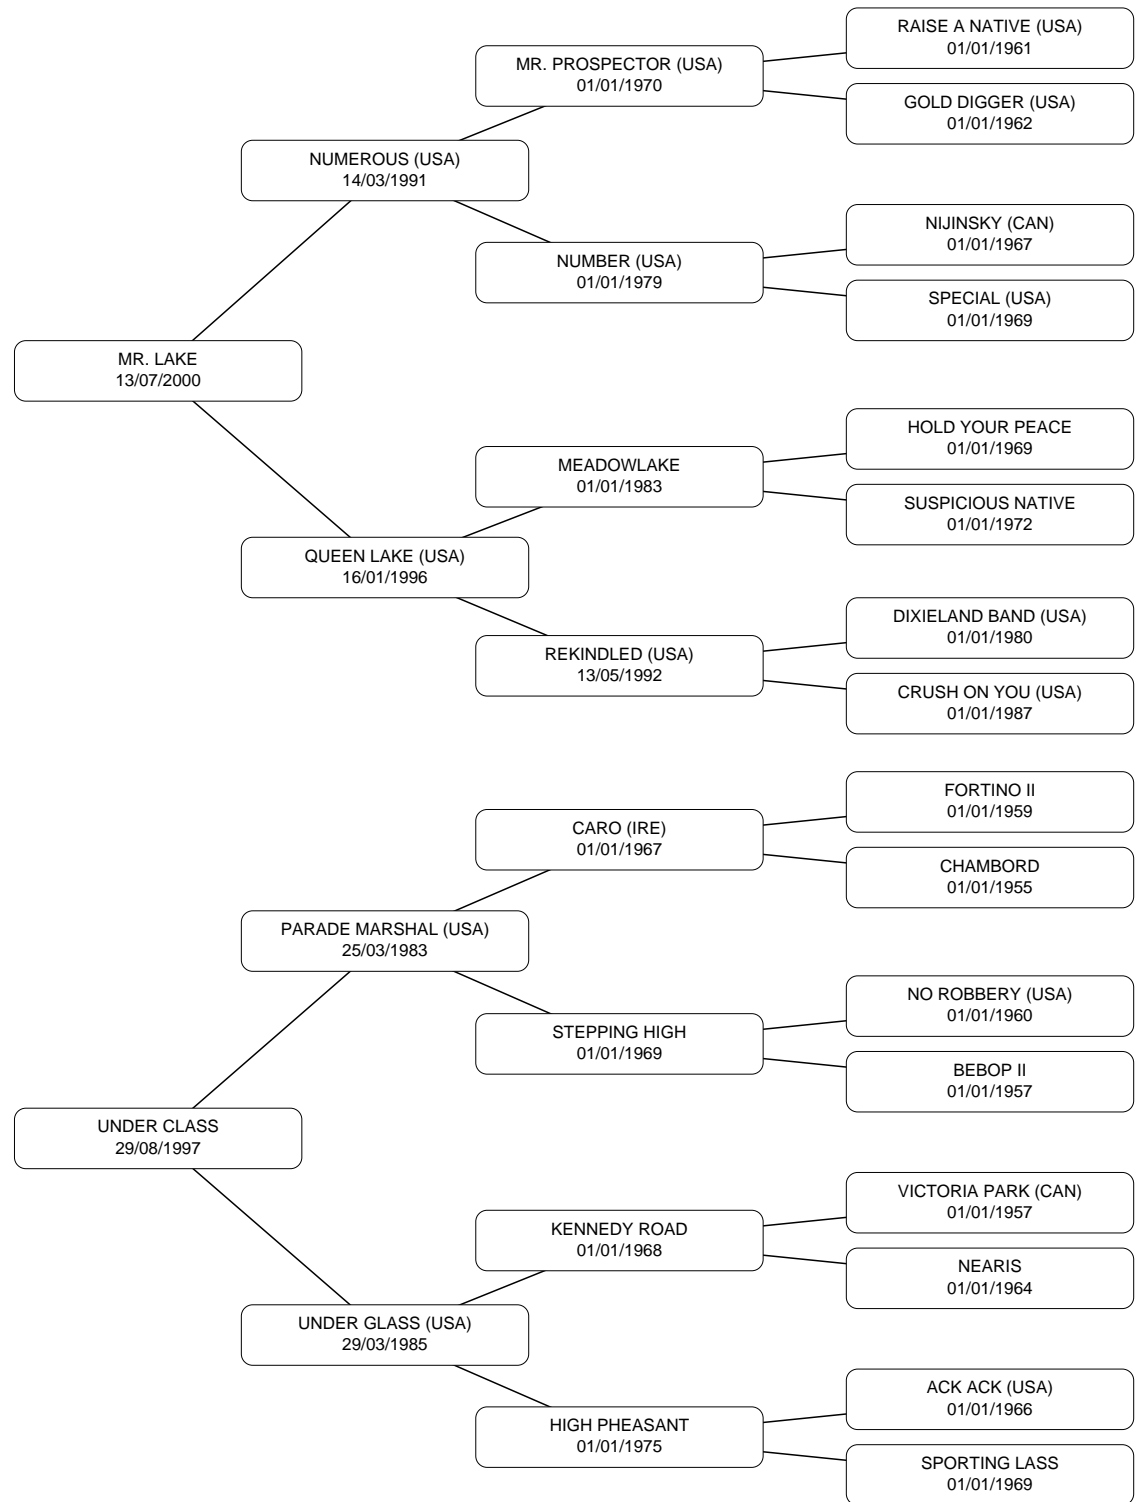 RAISE A NATIVE (USA)
01/01/1961
MR. PROSPECTOR (USA)
01/01/1970
GOLD DIGGER (USA)
01/01/1962
NUMEROUS (USA)
14/03/1991
NIJINSKY (CAN)
01/01/1967
NUMBER (USA)
01/01/1979
SPECIAL (USA)
01/01/1969
MR. LAKE
13/07/2000
HOLD YOUR PEACE
01/01/1969
MEADOWLAKE
01/01/1983
SUSPICIOUS NATIVE
01/01/1972
QUEEN LAKE (USA)
16/01/1996
DIXIELAND BAND (USA)
01/01/1980
REKINDLED (USA)
13/05/1992
CRUSH ON YOU (USA)
01/01/1987
FORTINO II
01/01/1959
CARO (IRE)
01/01/1967
CHAMBORD
01/01/1955
PARADE MARSHAL (USA)
25/03/1983
NO ROBBERY (USA)
01/01/1960
STEPPING HIGH
01/01/1969
BEBOP II
01/01/1957
UNDER CLASS
29/08/1997
VICTORIA PARK (CAN)
01/01/1957
KENNEDY ROAD
01/01/1968
NEARIS
01/01/1964
UNDER GLASS (USA)
29/03/1985
ACK ACK (USA)
01/01/1966
HIGH PHEASANT
01/01/1975
SPORTING LASS
01/01/1969